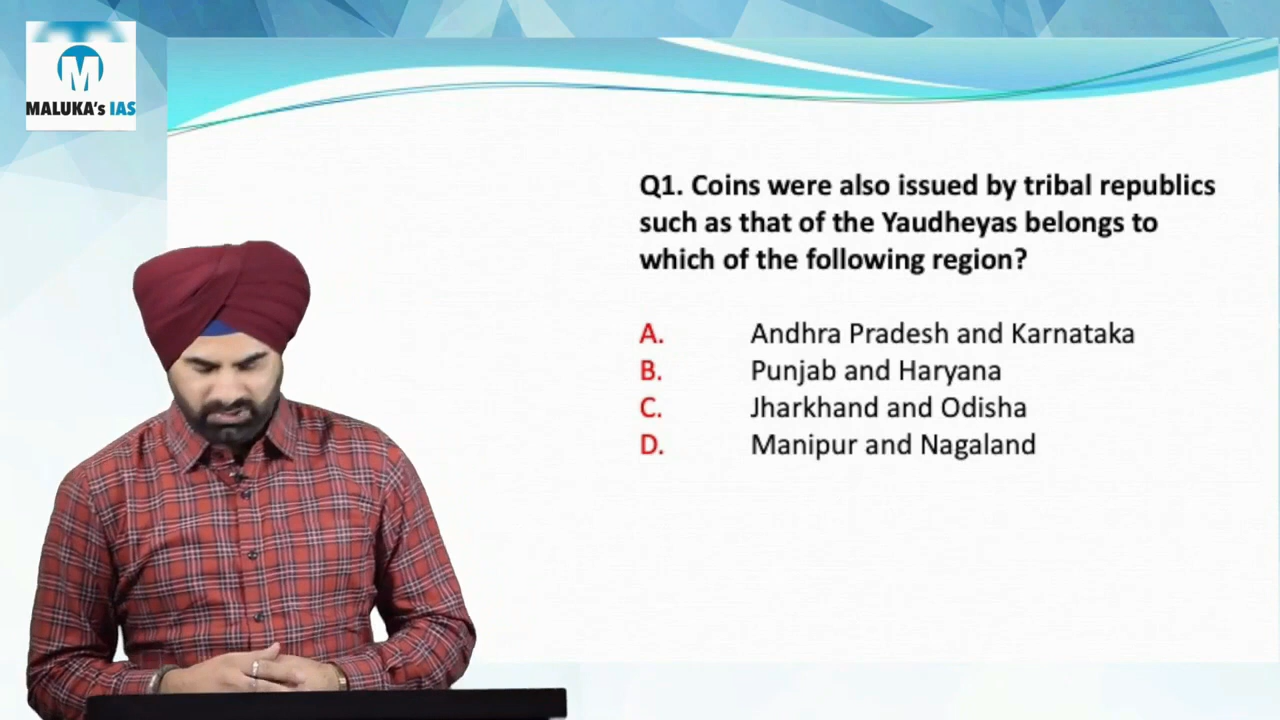 M
MALUKA's IAS
Q1. Coins were also issued by tribal republics
such as that of the Yaudheyas belongs to
which of the following region?
A. Andhra Pradesh and Karnataka
B. Punjab and Haryana
C. Jharkhand and Odisha
D. Manipur and Nagaland